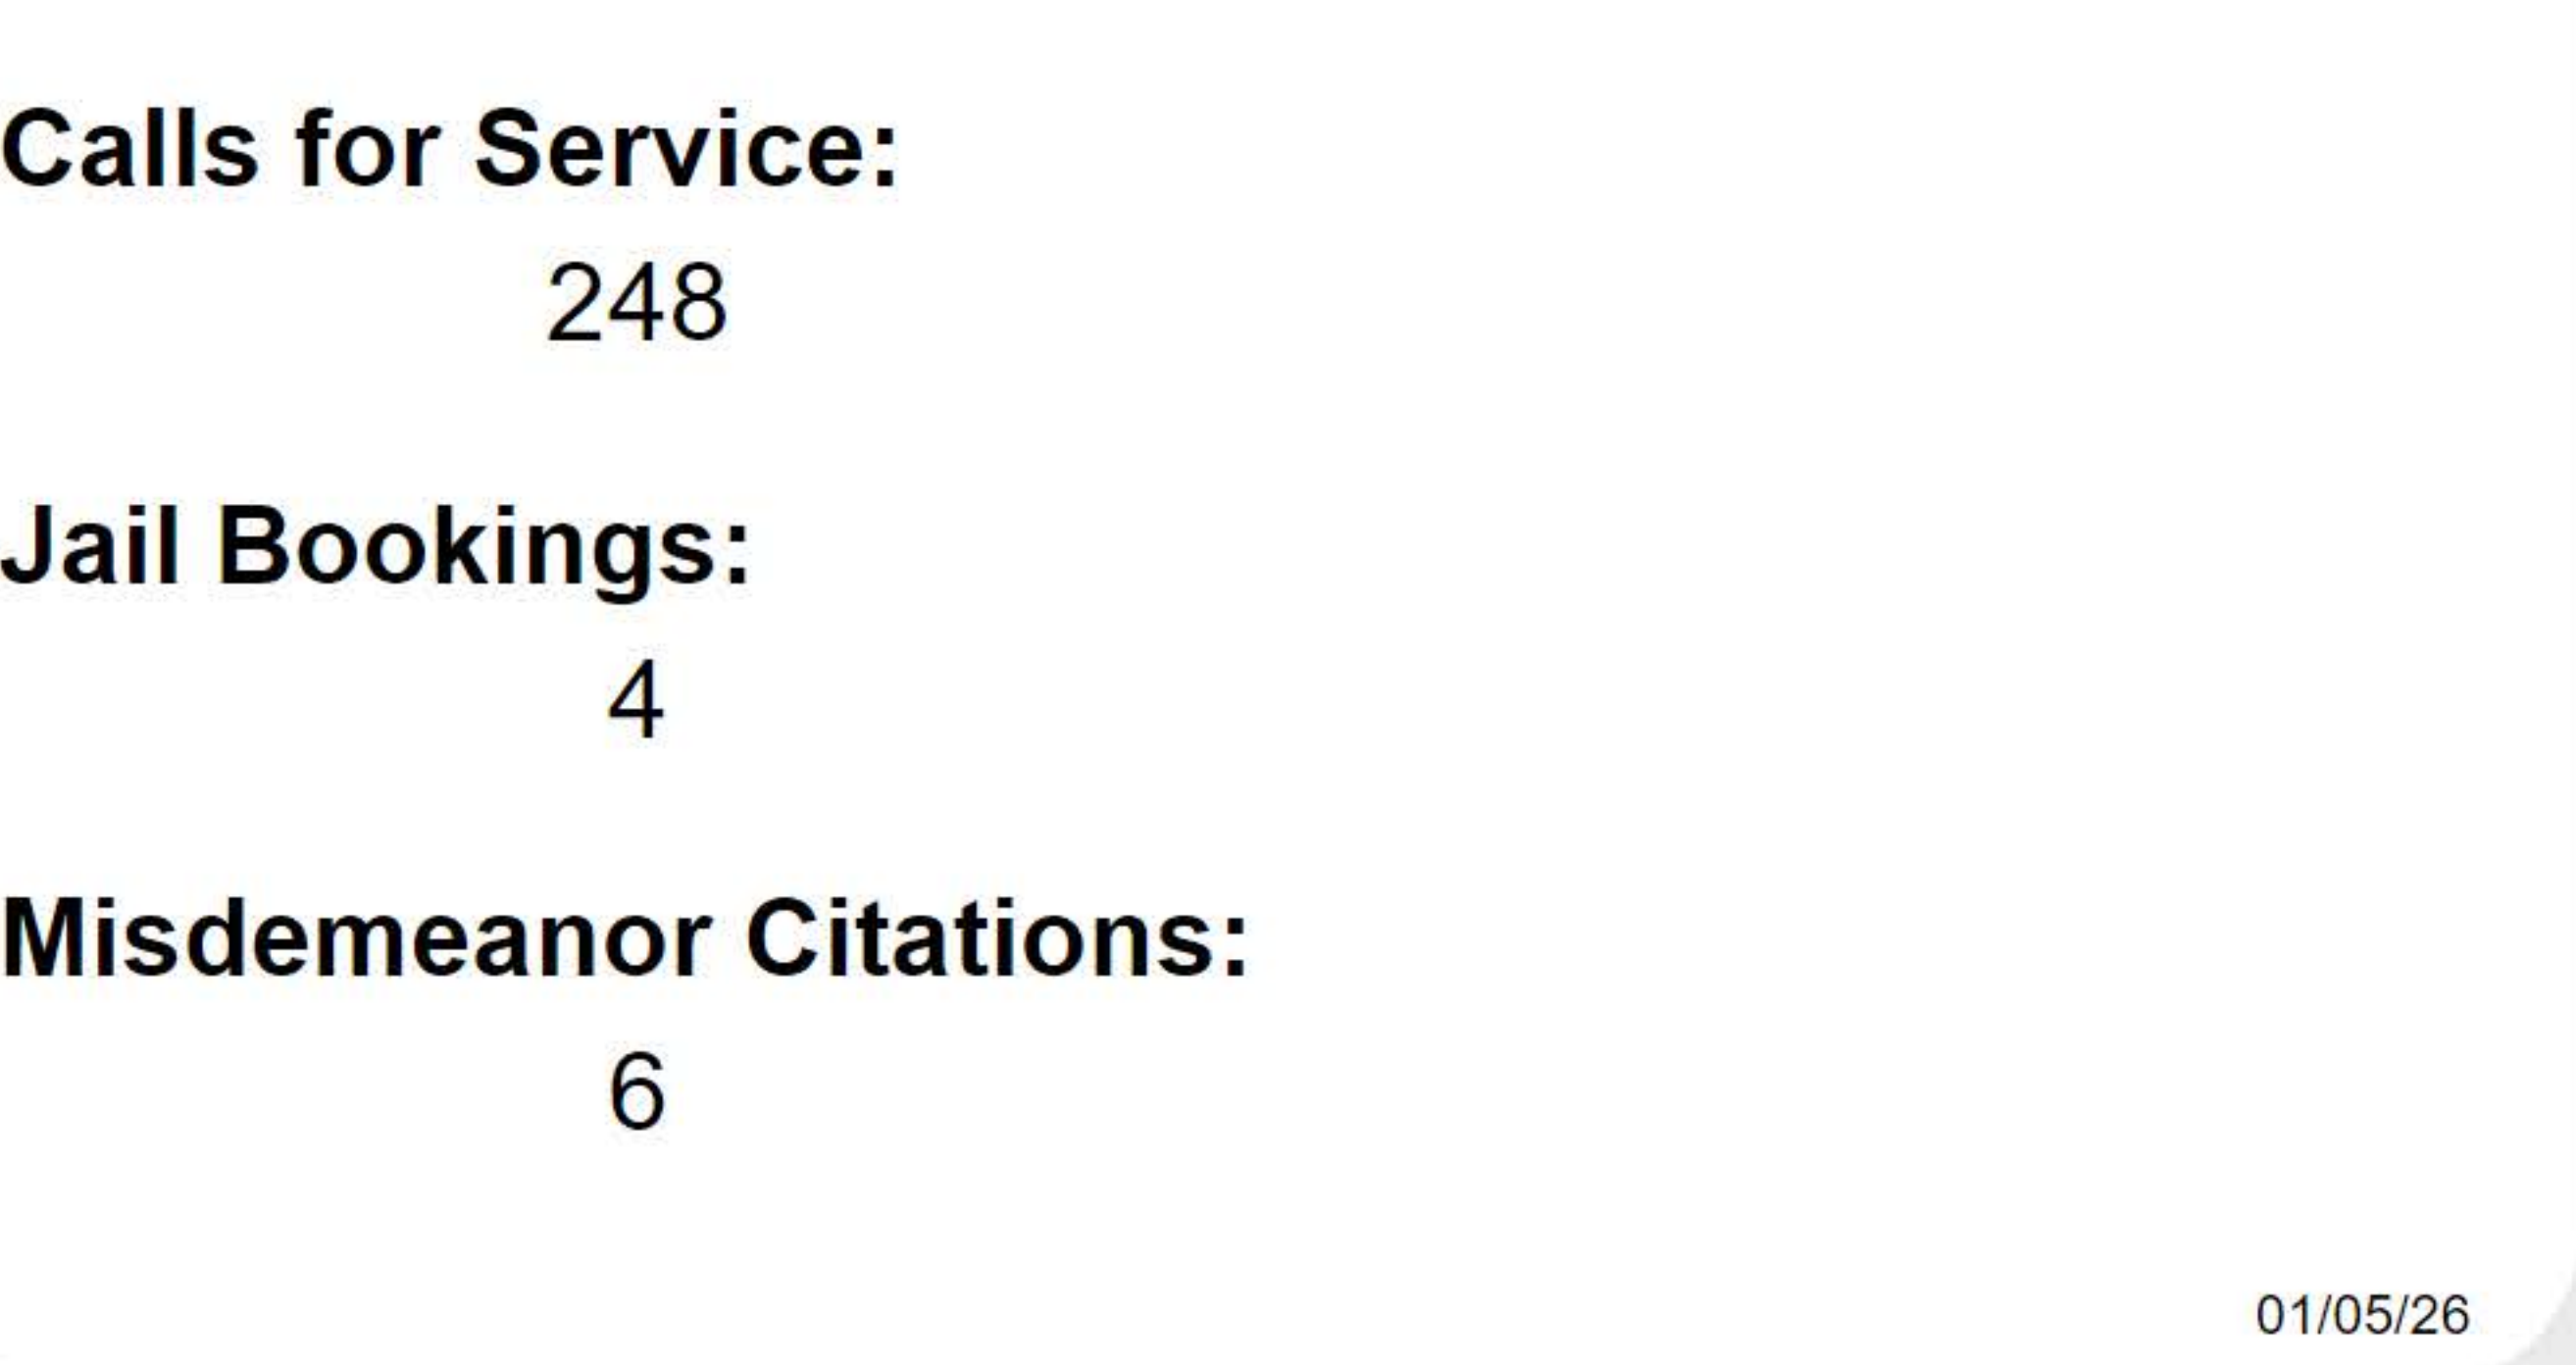 Calls for Service:
248
Jail Bookings:
4
Misdemeanor Citations:
6
01/05/26